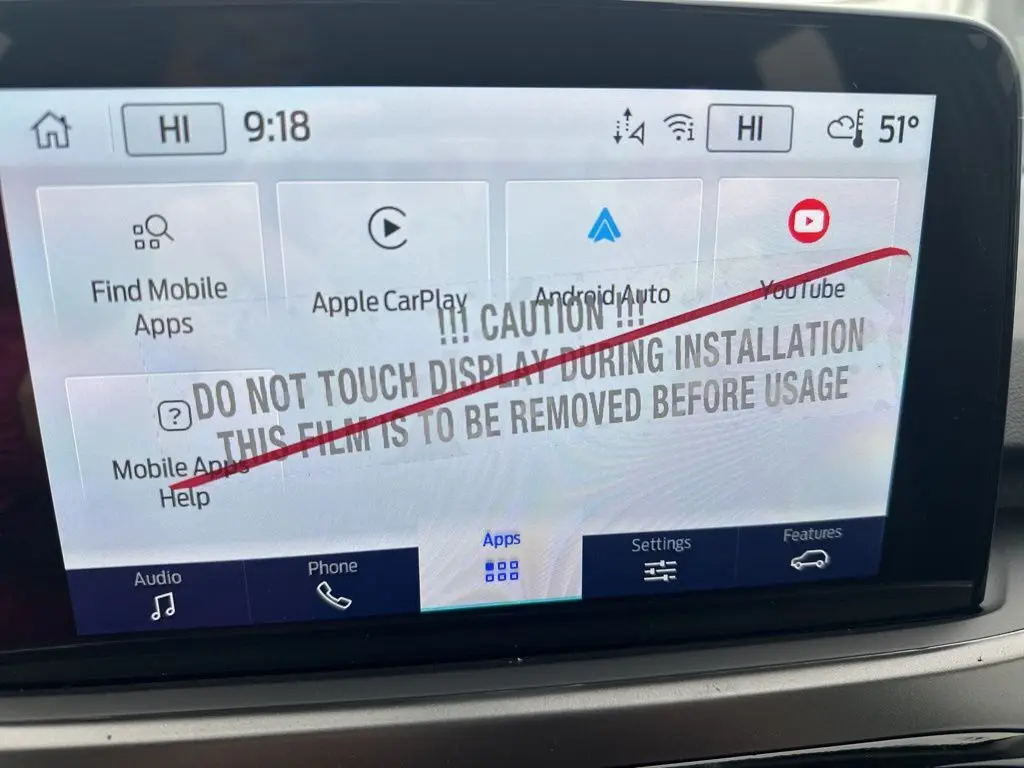 HI 9:18 HI 51°
Find Mobile
Apps
Apple CarPlay
Android Auto
YouTube
!!! CAUTION !!!
DO NOT TOUCH DISPLAY DURING INSTALLATION
THIS FILM IS TO BE REMOVED BEFORE USAGE
?
Mobile Apps
Help
Audio
Phone
Apps
Settings
Features